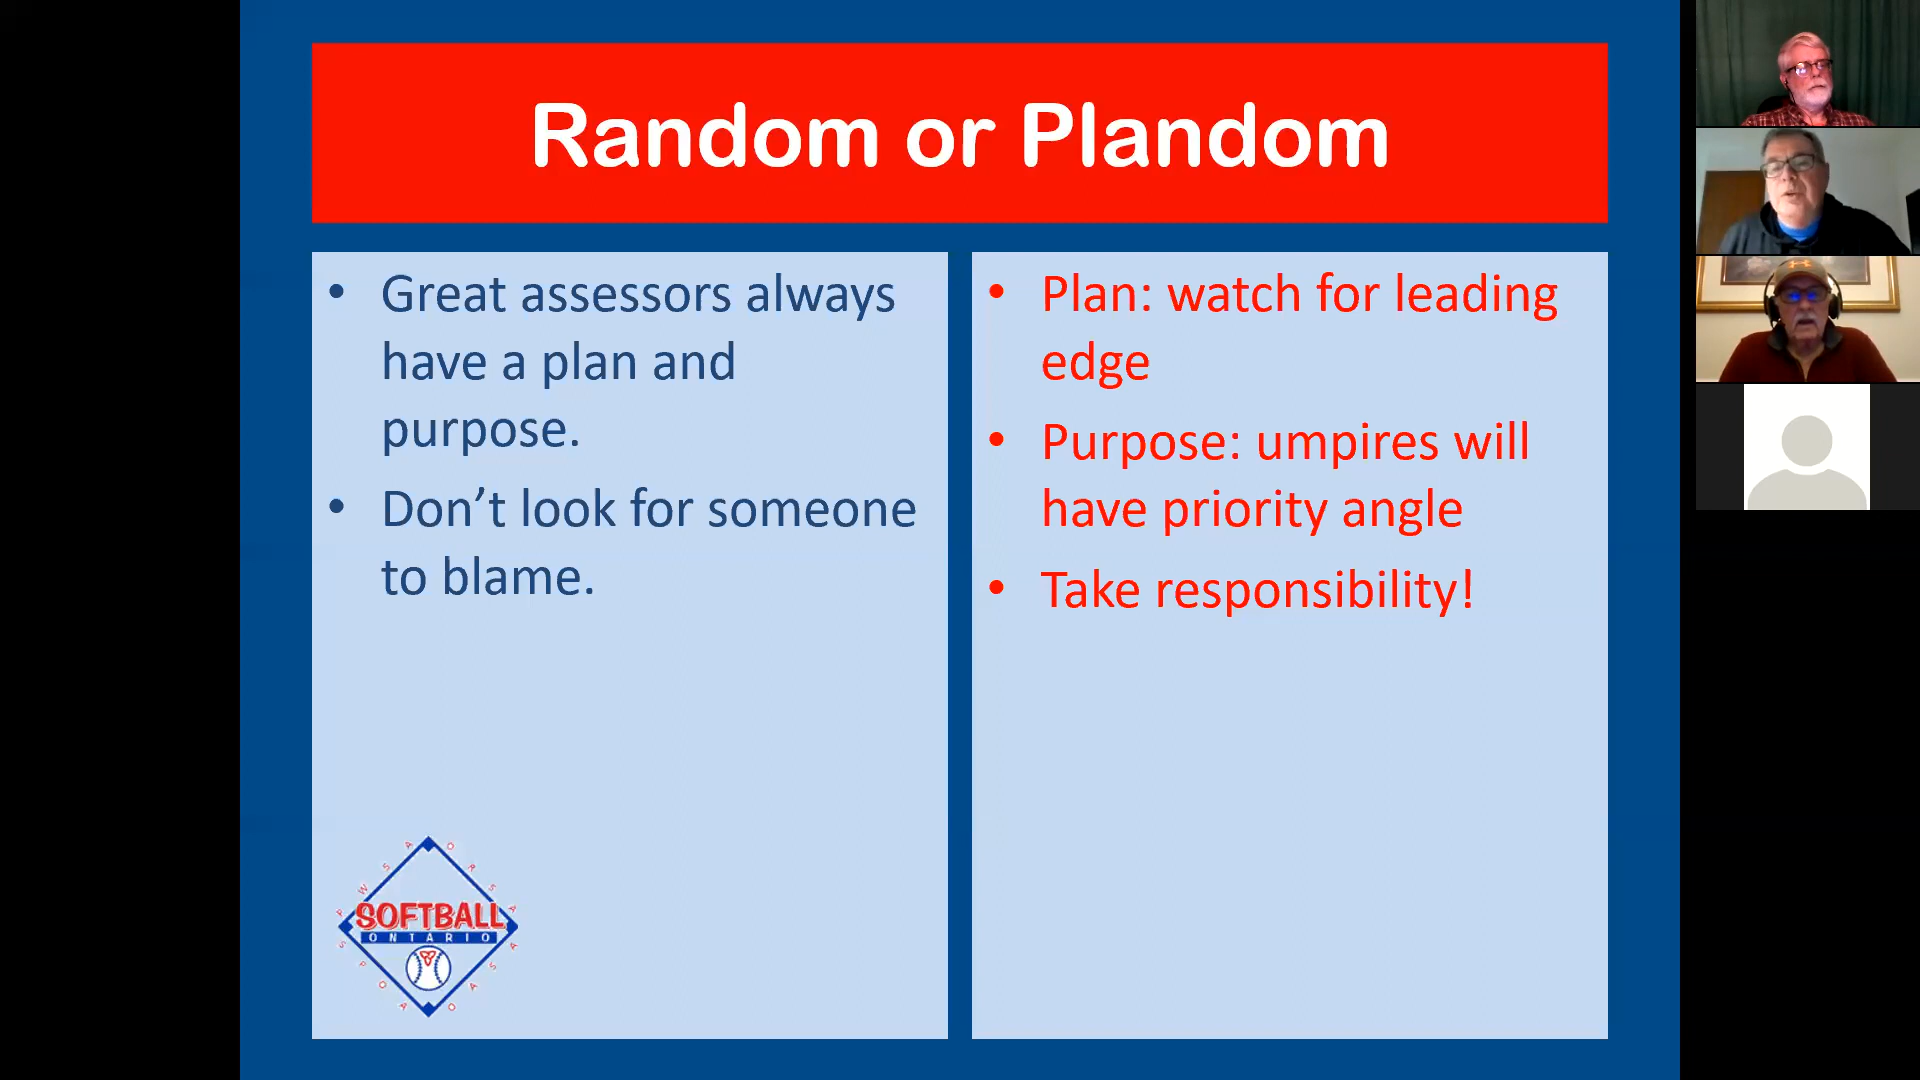 Random or Plandom
• Great assessors always
have a plan and
purpose.
• Don’t look for someone
to blame.
• Plan: watch for leading
edge
• Purpose: umpires will
have priority angle
• Take responsibility!
SOFTBALL
ONTARIO